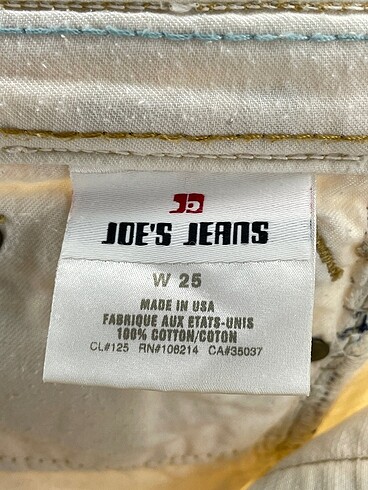 JOE'S JEANS
W 25
MADE IN USA
FABRIQUE AUX ETATS-UNIS
100% COTTON/COTON
CL#125 RN#106214 CA#35037